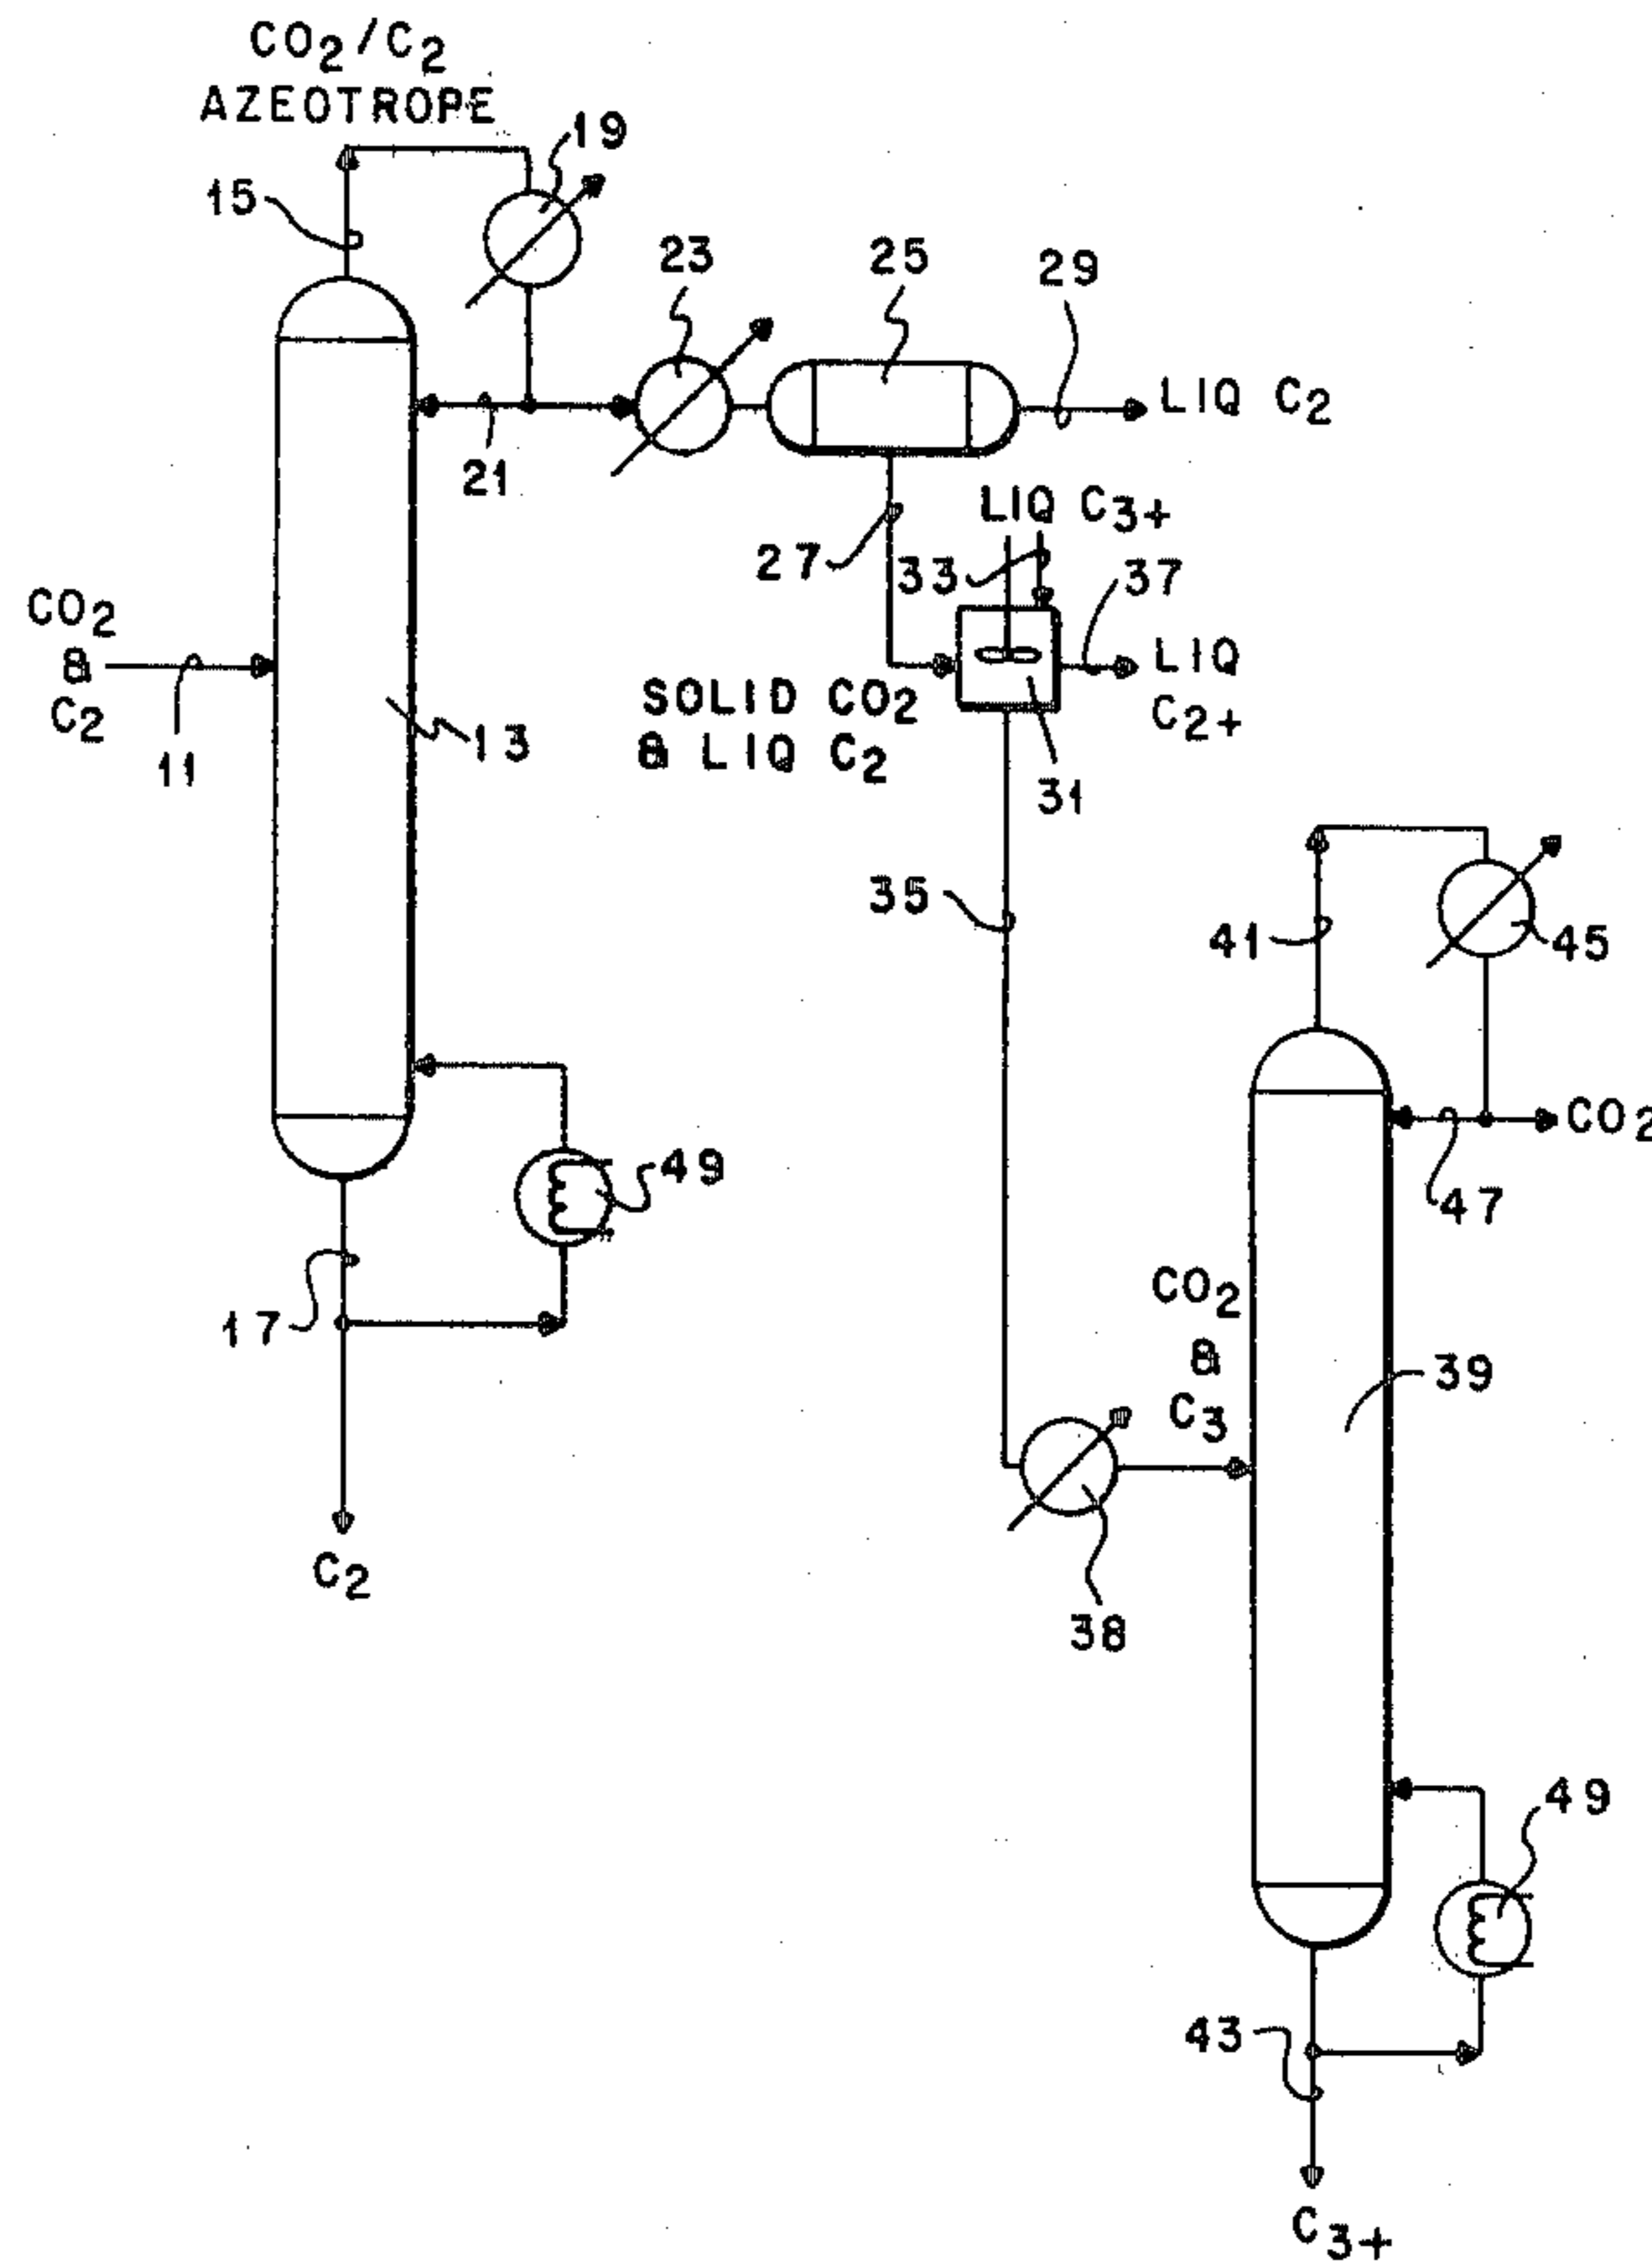 CO2/C2
AZEOTROPE
19
15
23
25
29
LIQ C2
21
LIQ C3+
27
33
37
CO2
&
C2
11
13
SOLID CO2
& LIQ C2
LIQ
C2+
31
35
41
45
CO2
49
47
17
CO2
&
C3
39
C2
38
49
43
C3+